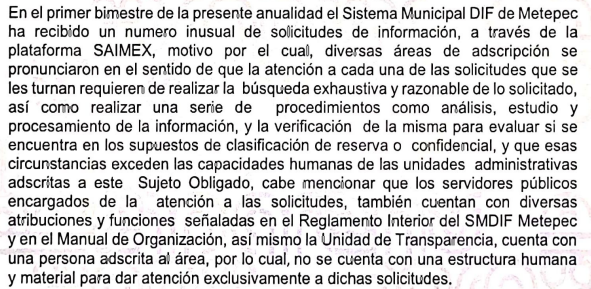 En el primer bimestre de la presente anualidad el Sistema Municipal DIF de Metepec
ha recibido un numero inusual de solicitudes de información, a través de la
plataforma SAIMEX, motivo por el cual, diversas áreas de adscripción se
pronunciaron en el sentido de que la atención a cada una de las solicitudes que se
les turnan requieren de realizar la búsqueda exhaustiva y razonable de lo solicitado,
así como realizar una serie de procedimientos como análisis, estudio y
procesamiento de la información, y la verificación de la misma para evaluar si se
encuentra en los supuestos de clasificación de reserva o confidencial, y que esas
circunstancias exceden las capacidades humanas de las unidades administrativas
adscritas a este Sujeto Obligado, cabe mencionar que los servidores públicos
encargados de la atención a las solicitudes, también cuentan con diversas
atribuciones y funciones señaladas en el Reglamento Interior del SMDIF Metepec
y en el Manual de Organización, así mismo la Unidad de Transparencia, cuenta con
una persona adscrita al área, por lo cual, no se cuenta con una estructura humana
y material para dar atención exclusivamente a dichas solicitudes.